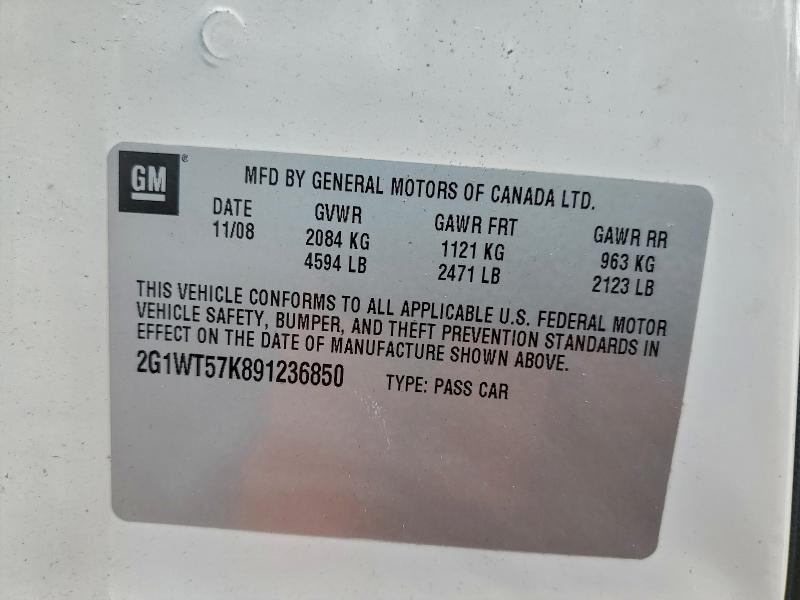 GM®
MFD BY GENERAL MOTORS OF CANADA LTD.
DATE GVWR GAWR FRT GAWR RR
11/08 2084 KG 1121 KG 963 KG
4594 LB 2471 LB 2123 LB
THIS VEHICLE CONFORMS TO ALL APPLICABLE U.S. FEDERAL MOTOR
VEHICLE SAFETY, BUMPER, AND THEFT PREVENTION STANDARDS IN
EFFECT ON THE DATE OF MANUFACTURE SHOWN ABOVE.
2G1WT57K891236850 TYPE: PASS CAR